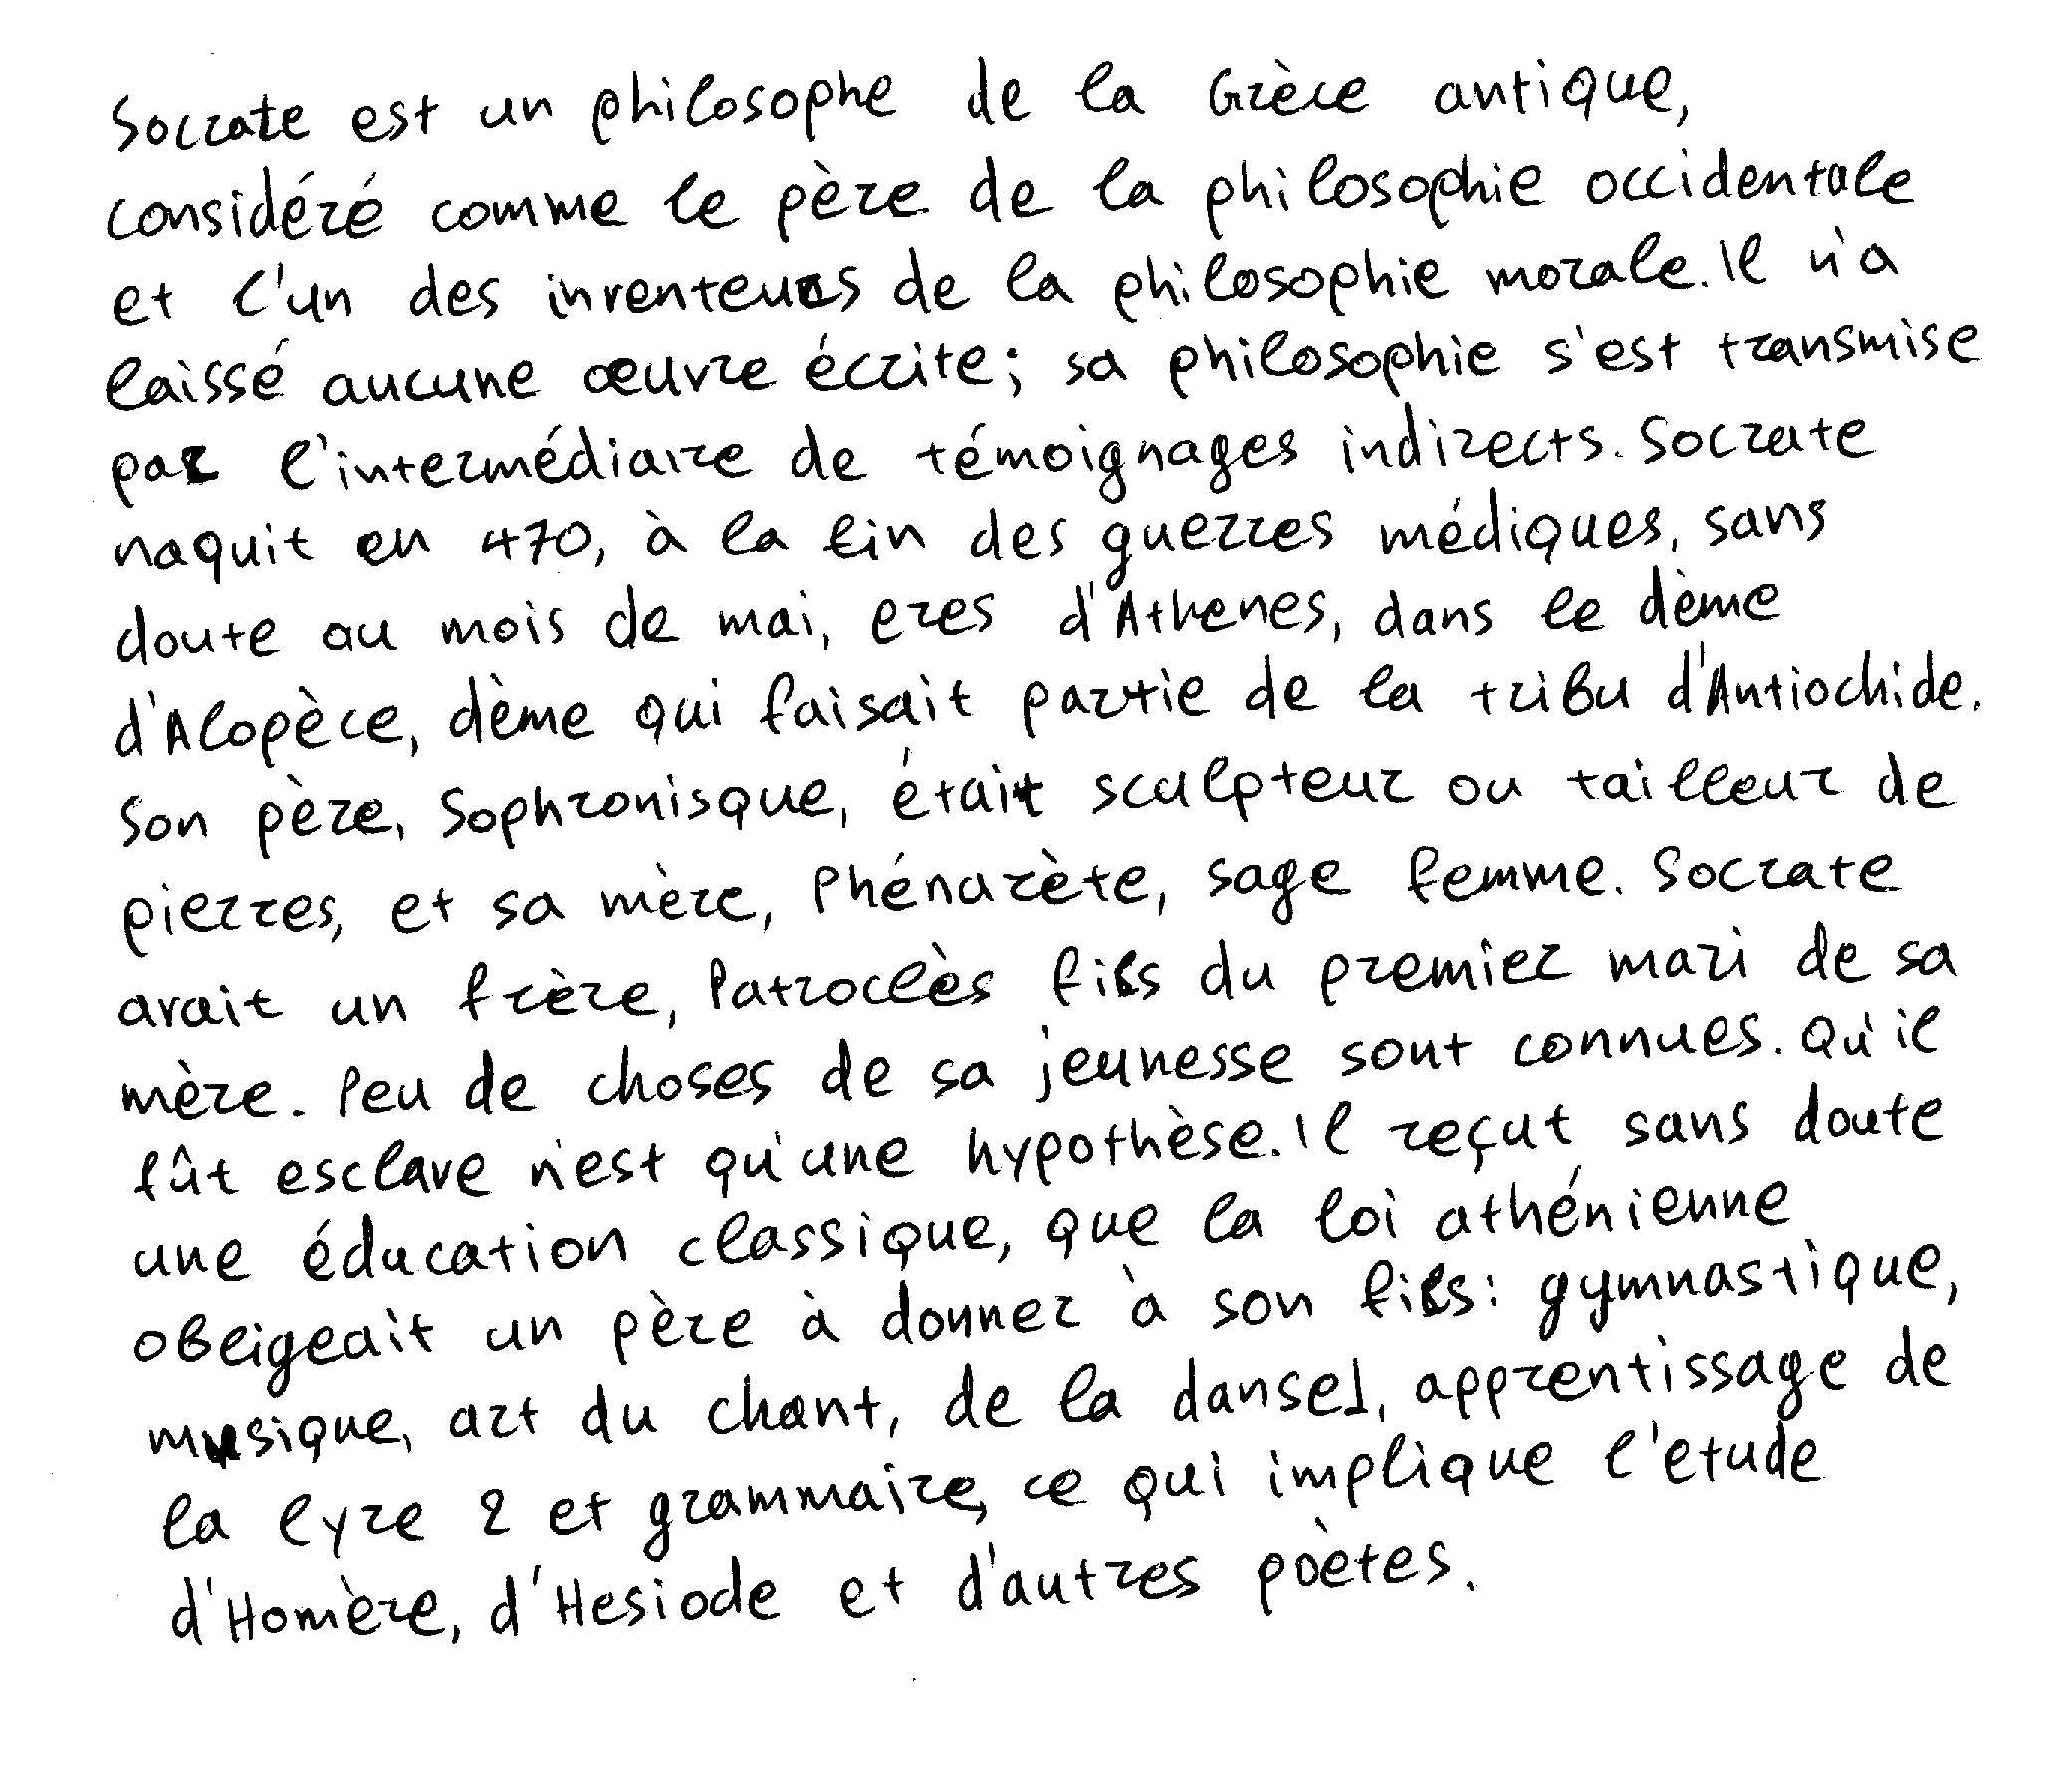 Socrate est un philosophe de la Grèce antique,
considéré comme le père de la philosophie occidentale
et l'un des inventeurs de la philosophie morale. Il n'a
laissé aucune œuvre écrite; sa philosophie s'est transmise
par l'intermédiaire de témoignages indirects. Socrate
naquit en 470, à la fin des guerres médiques, sans
doute au mois de mai, pres d'Athenes, dans le dème
d'Alopèce, dème qui faisait partie de la tribu d'Antiochide.
Son père, Sophronisque, était sculpteur ou tailleur de
pierres, et sa mère, Phénarète, sage femme. Socrate
avait un frère, Patroclès fils du premier mari de sa
mère. Peu de choses de sa jeunesse sont connues. Qu'il
fût esclave n'est qu'une hypothèse. Il reçut sans doute
une éducation classique, que la loi athénienne
obligeait un père à donner à son fils: gymnastique,
musique, art du chant, de la danse1, apprentissage de
la lyre 2 et grammaire, ce qui implique l'etude
d'Homère, d'Hesiode et d'autres poètes.